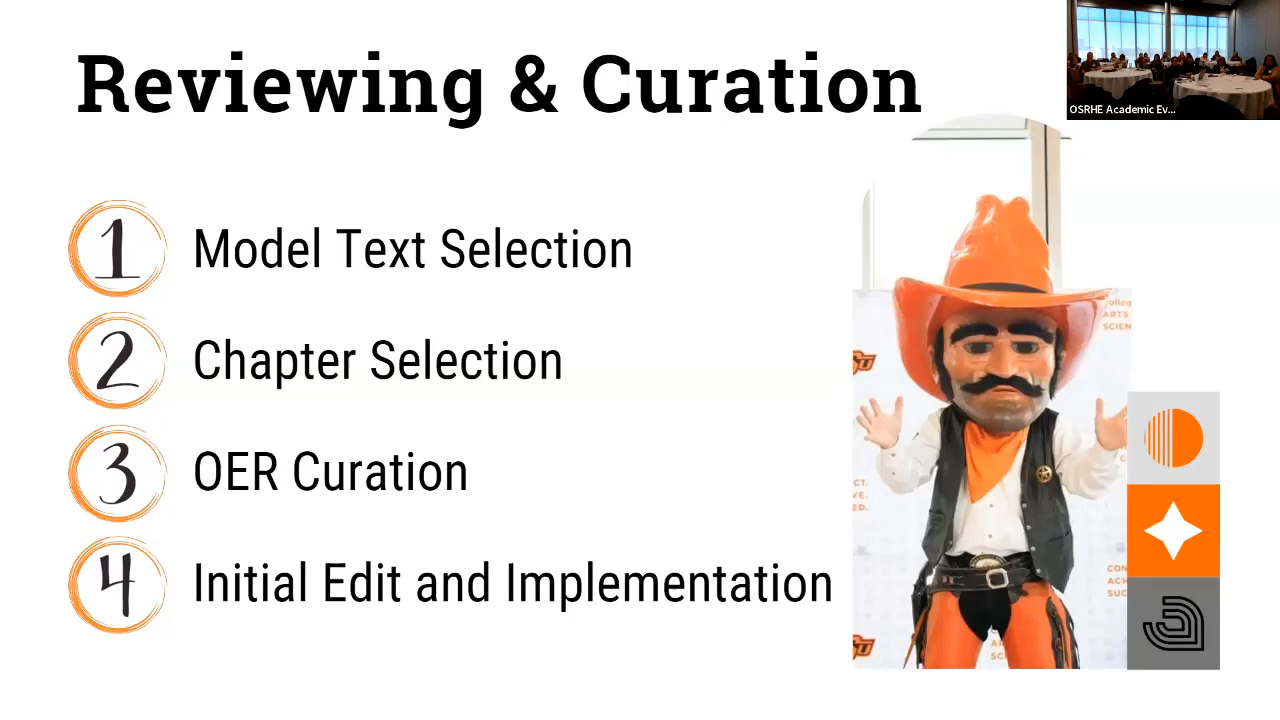 Reviewing & Curation
OSRHE Academic Ev...
1 Model Text Selection
2 Chapter Selection
3 OER Curation
4 Initial Edit and Implementation
ARTS